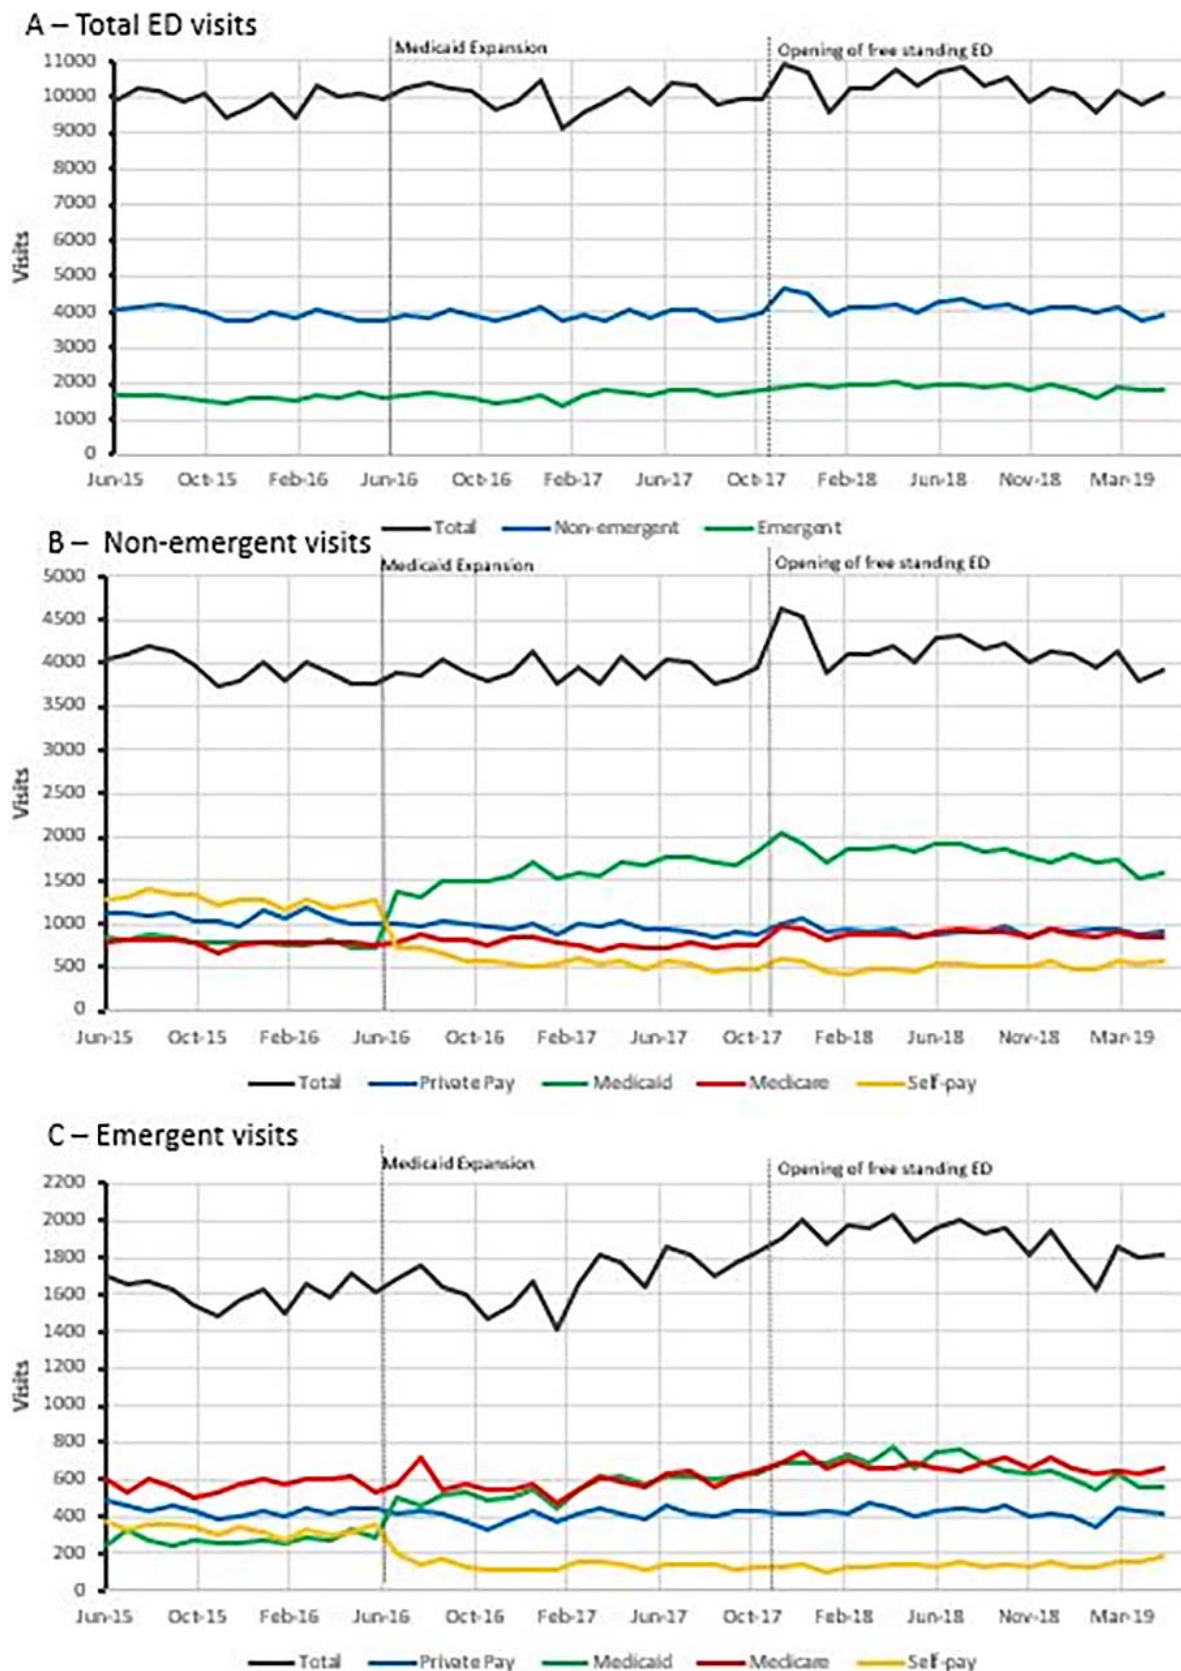 A – Total ED visits
Medicaid Expansion
Opening of free standing ED
11000
10000
9000
8000
7000
6000
5000
4000
3000
2000
1000
0
Visits
Jun-15 Oct-15 Feb-16 Jun-16 Oct-16 Feb-17 Jun-17 Oct-17 Feb-18 Jun-18 Nov-18 Mar-19
Total Non-emergent Emergent
B – Non-emergent visits
Medicaid Expansion
Opening of free standing ED
5000
4500
4000
3500
3000
2500
2000
1500
1000
500
0
Visits
Jun-15 Oct-15 Feb-16 Jun-16 Oct-16 Feb-17 Jun-17 Oct-17 Feb-18 Jun-18 Nov-18 Mar-19
Total Private Pay Medicaid Medicare Self-pay
C – Emergent visits
Medicaid Expansion
Opening of free standing ED
2200
2000
1800
1600
1400
1200
1000
800
600
400
200
0
Visits
Jun-15 Oct-15 Feb-16 Jun-16 Oct-16 Feb-17 Jun-17 Oct-17 Feb-18 Jun-18 Nov-18 Mar-19
Total Private Pay Medicaid Medicare Self-pay